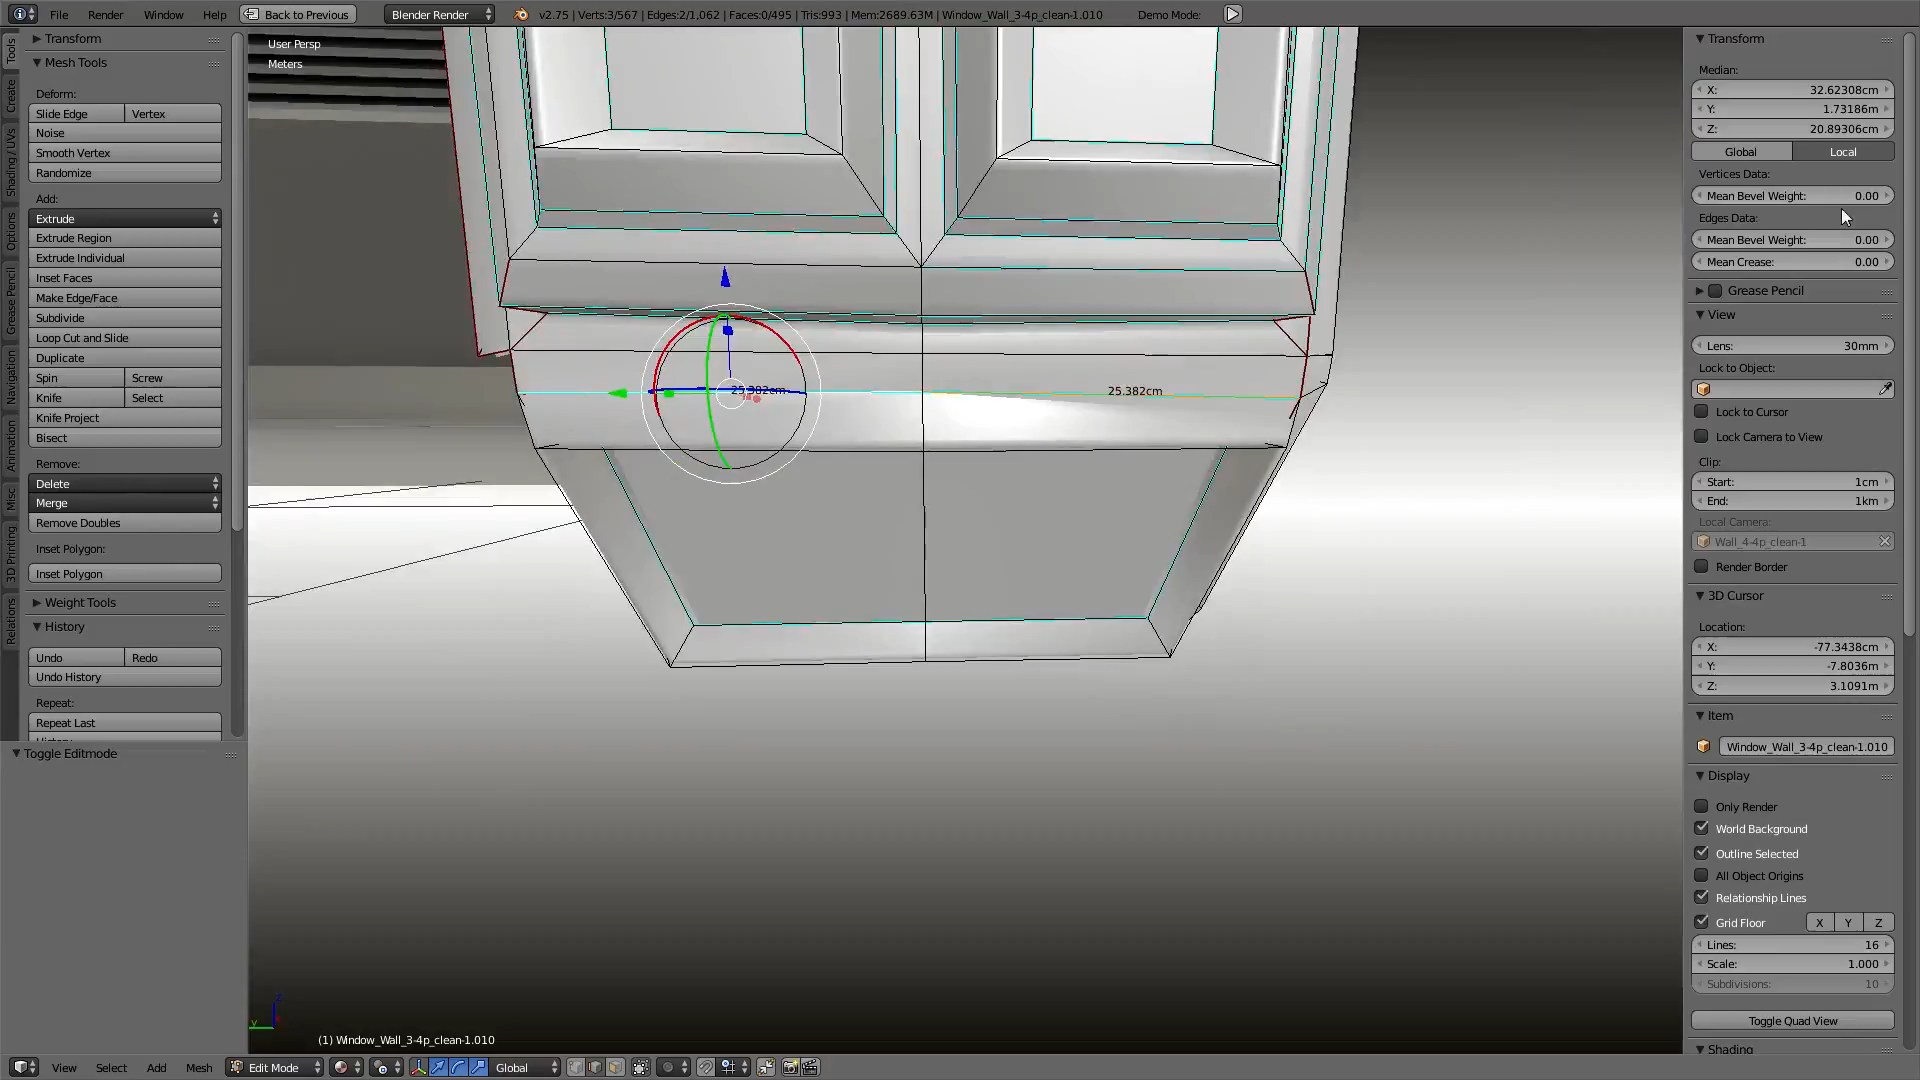 File Render Window Help Back to Previous Blender Render v2.75 | Verts:3/567 | Edges:2/1,062 | Faces:0/495 | Tris:993 | Mem:2689.63M | Window_Wall_3-4p_clean-1.010 Demo Mode:
Tools
Create
Shading / UVs
Options
Grease Pencil
Navigation
Animation
Misc
3D Printing
Relations
Transform
Mesh Tools
Deform:
Slide Edge Vertex
Noise
Smooth Vertex
Randomize
Add:
Extrude
Extrude Region
Extrude Individual
Inset Faces
Make Edge/Face
Subdivide
Loop Cut and Slide
Duplicate
Spin Screw
Knife Select
Knife Project
Bisect
Remove:
Delete
Merge
Remove Doubles
Inset Polygon:
Inset Polygon
Weight Tools
History
Undo Redo
Undo History
Repeat:
Repeat Last
Toggle Editmode
User Persp
Meters
25.382cm 25.382cm
(1) Window_Wall_3-4p_clean-1.010
Transform
Median:
X: 32.62308cm
Y: 1.73186m
Z: 20.89306cm
Global Local
Vertices Data:
Mean Bevel Weight: 0.00
Edges Data:
Mean Bevel Weight: 0.00
Mean Crease: 0.00
Grease Pencil
View
Lens: 30mm
Lock to Object:
Lock to Cursor
Lock Camera to View
Clip:
Start: 1cm
End: 1km
Local Camera:
Wall_4-4p_clean-1
Render Border
3D Cursor
Location:
X: -77.3438cm
Y: -7.8036m
Z: 3.1091m
Item
Window_Wall_3-4p_clean-1.010
Display
Only Render
World Background
Outline Selected
All Object Origins
Relationship Lines
Grid Floor X Y Z
Lines: 16
Scale: 1.000
Subdivisions: 10
Toggle Quad View
Shading
View Select Add Mesh Edit Mode Global